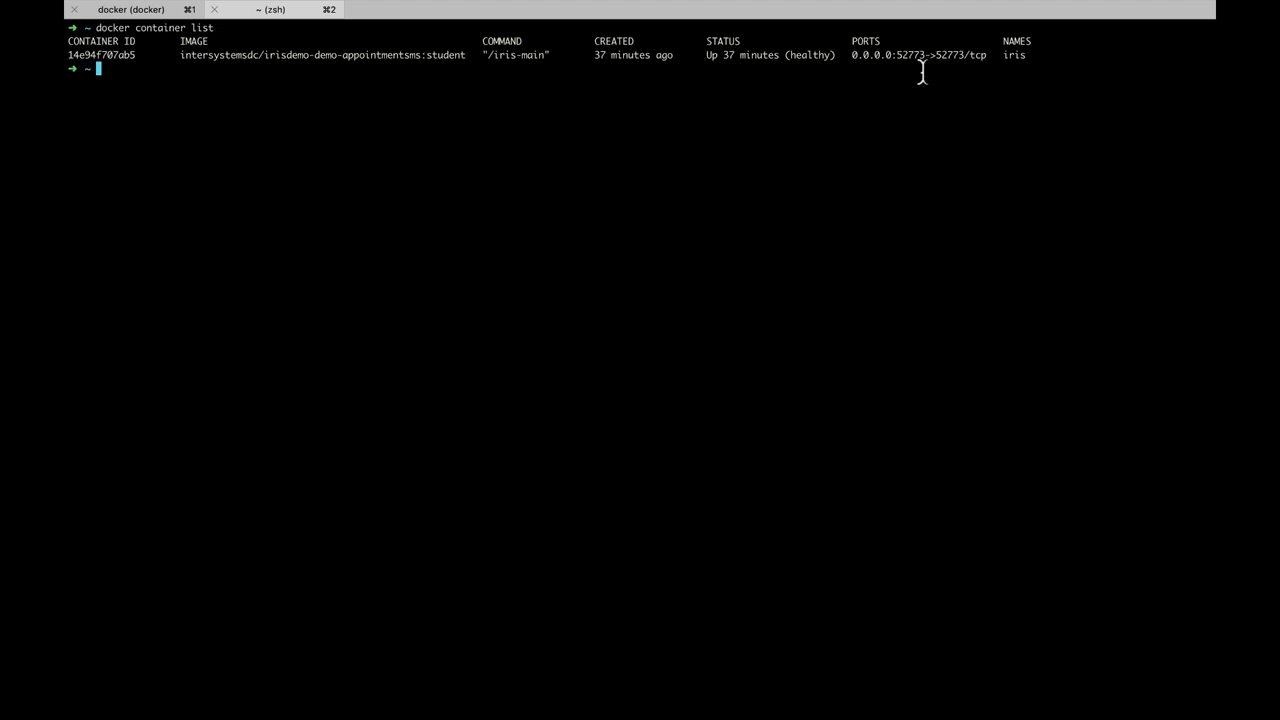 ✕ docker (docker) ⌘1 ✕ ~ (zsh) ⌘2
➜ ~ docker container list
CONTAINER ID IMAGE COMMAND CREATED STATUS PORTS NAMES
14e94f707ab5 intersystemsdc/irisdemo-demo-appointmentsms:student "/iris-main" 37 minutes ago Up 37 minutes (healthy) 0.0.0.0:52773->52773/tcp iris
➜ ~